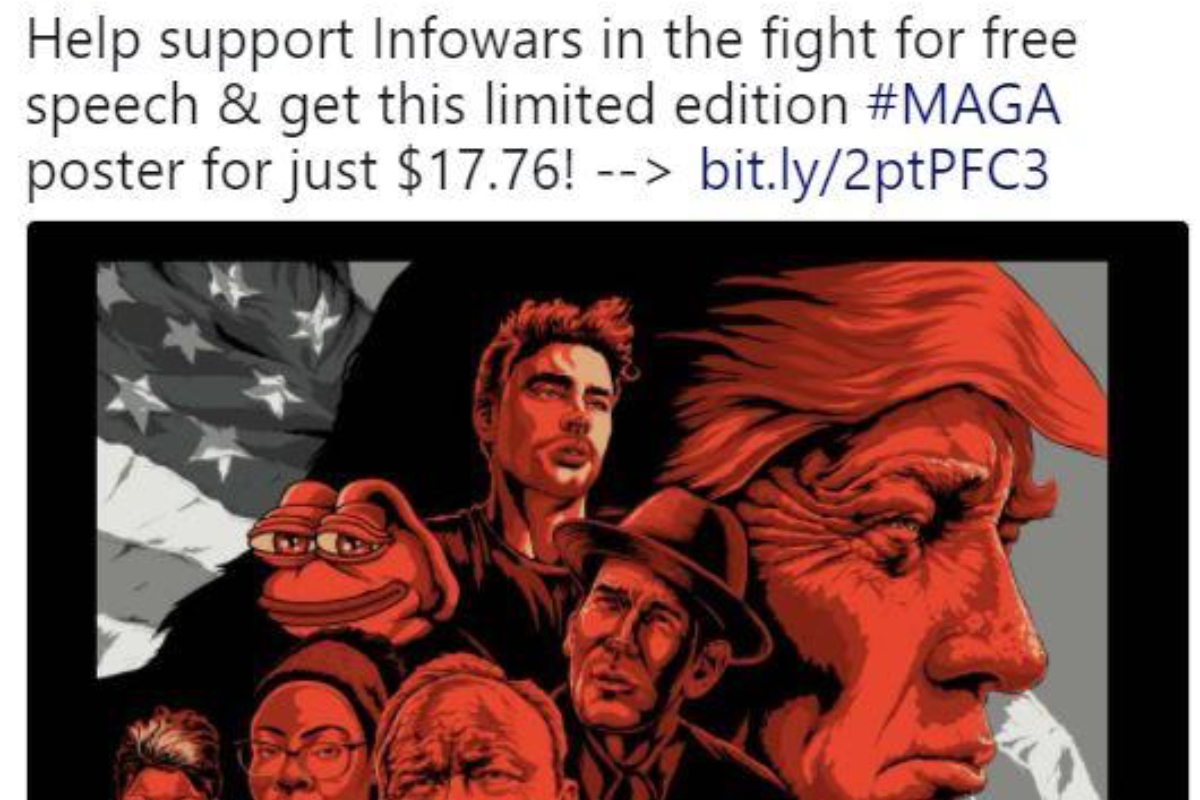 Help support Infowars in the fight for free
speech & get this limited edition #MAGA
poster for just $17.76! --> bit.ly/2ptPFC3